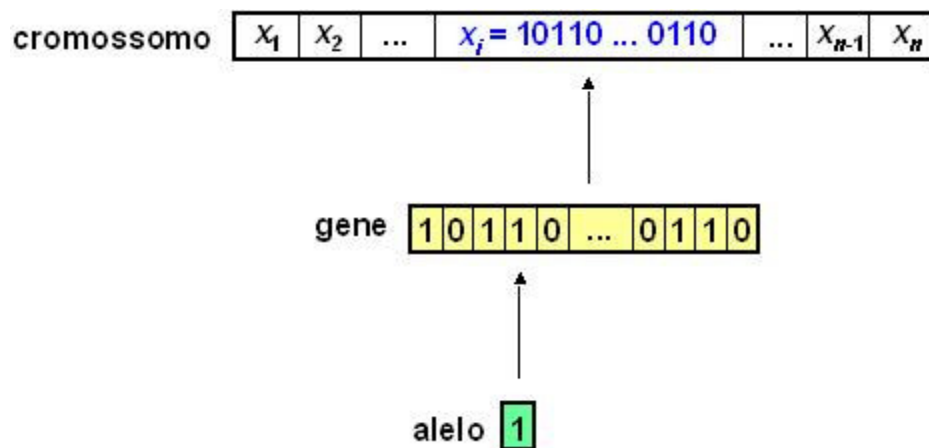 cromossomo x₁ x₂ ... xᵢ = 10110 ... 0110 ... xₙ₋₁ xₙ
gene 1 0 1 1 0 ... 0 1 1 0
alelo 1